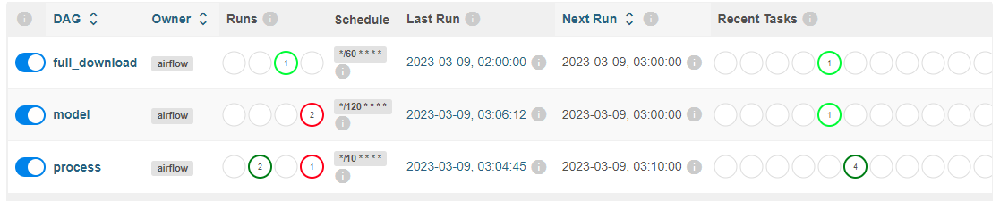 DAG Owner Runs Schedule Last Run Next Run Recent Tasks
full_download airflow 1 */60 * * * * 2023-03-09, 02:00:00 2023-03-09, 03:00:00 1
model airflow 2 */120 * * * * 2023-03-09, 03:06:12 2023-03-09, 03:00:00 1
process airflow 2 1 */10 * * * * 2023-03-09, 03:04:45 2023-03-09, 03:10:00 4